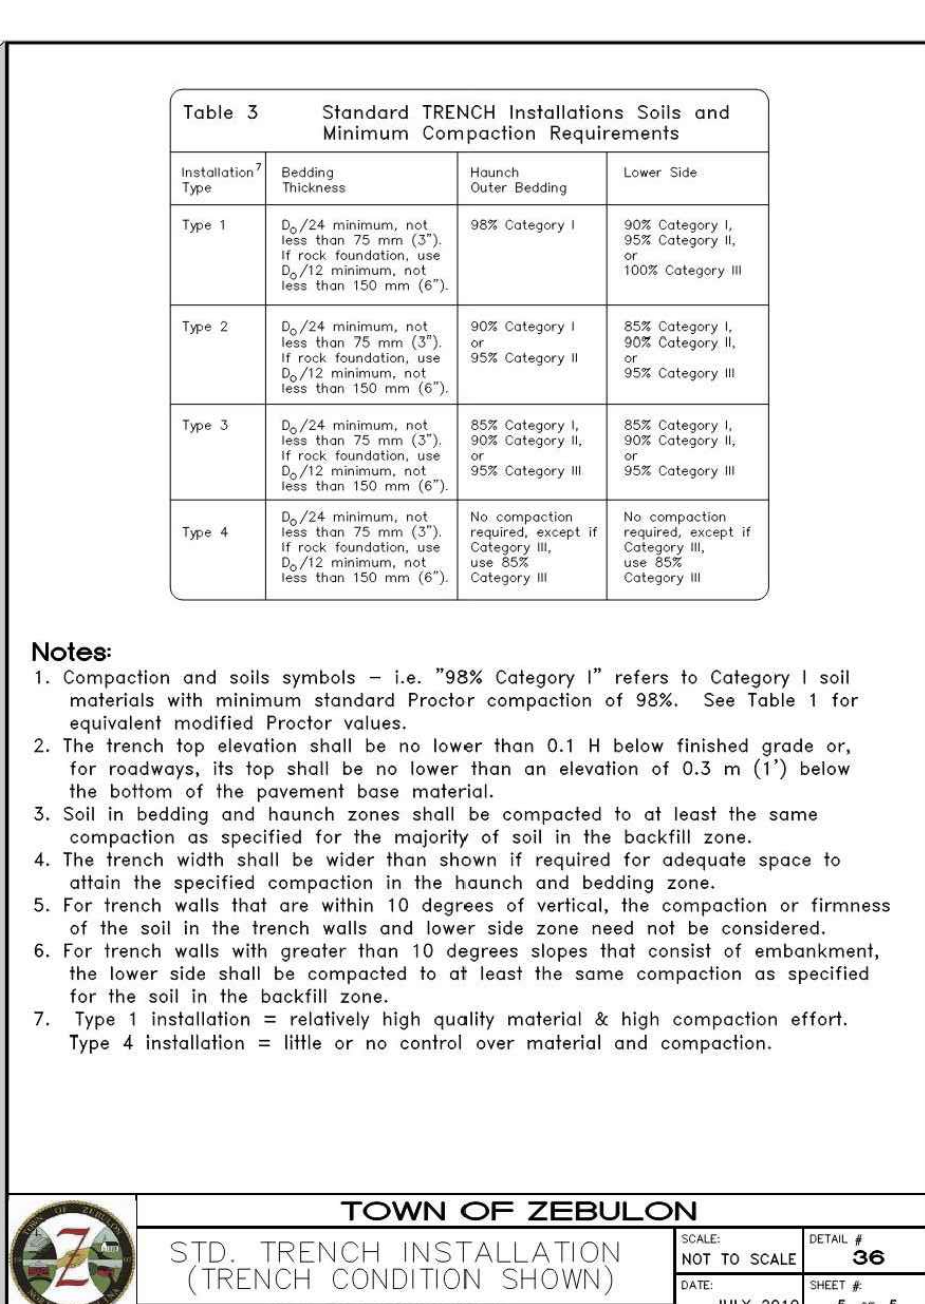 Table 3 Standard TRENCH Installations Soils and
Minimum Compaction Requirements
Installation7
Type
Bedding
Thickness
Haunch
Outer Bedding
Lower Side
Type 1
Do/24 minimum, not
less than 75 mm (3").
If rock foundation, use
Do/12 minimum, not
less than 150 mm (6").
98% Category I
90% Category I,
95% Category II,
or
100% Category III
Type 2
Do/24 minimum, not
less than 75 mm (3").
If rock foundation, use
Do/12 minimum, not
less than 150 mm (6").
90% Category I
or
95% Category II
85% Category I,
90% Category II,
or
95% Category III
Type 3
Do/24 minimum, not
less than 75 mm (3").
If rock foundation, use
Do/12 minimum, not
less than 150 mm (6").
85% Category I,
90% Category II,
or
95% Category III
85% Category I,
90% Category II,
or
95% Category III
Type 4
Do/24 minimum, not
less than 75 mm (3").
If rock foundation, use
Do/12 minimum, not
less than 150 mm (6").
No compaction
required, except if
Category III,
use 85%
Category III
No compaction
required, except if
Category III,
use 85%
Category III
Notes:
1. Compaction and soils symbols – i.e. "98% Category I" refers to Category I soil
materials with minimum standard Proctor compaction of 98%. See Table 1 for
equivalent modified Proctor values.
2. The trench top elevation shall be no lower than 0.1 H below finished grade or,
for roadways, its top shall be no lower than an elevation of 0.3 m (1') below
the bottom of the pavement base material.
3. Soil in bedding and haunch zones shall be compacted to at least the same
compaction as specified for the majority of soil in the backfill zone.
4. The trench width shall be wider than shown if required for adequate space to
attain the specified compaction in the haunch and bedding zone.
5. For trench walls that are within 10 degrees of vertical, the compaction or firmness
of the soil in the trench walls and lower side zone need not be considered.
6. For trench walls with greater than 10 degrees slopes that consist of embankment,
the lower side shall be compacted to at least the same compaction as specified
for the soil in the backfill zone.
7. Type 1 installation = relatively high quality material & high compaction effort.
Type 4 installation = little or no control over material and compaction.
TOWN OF ZEBULON
Z
TOWN OF ZEBULON
STD. TRENCH INSTALLATION
(TRENCH CONDITION SHOWN)
SCALE:
NOT TO SCALE
DETAIL #
36
DATE:
SHEET #: